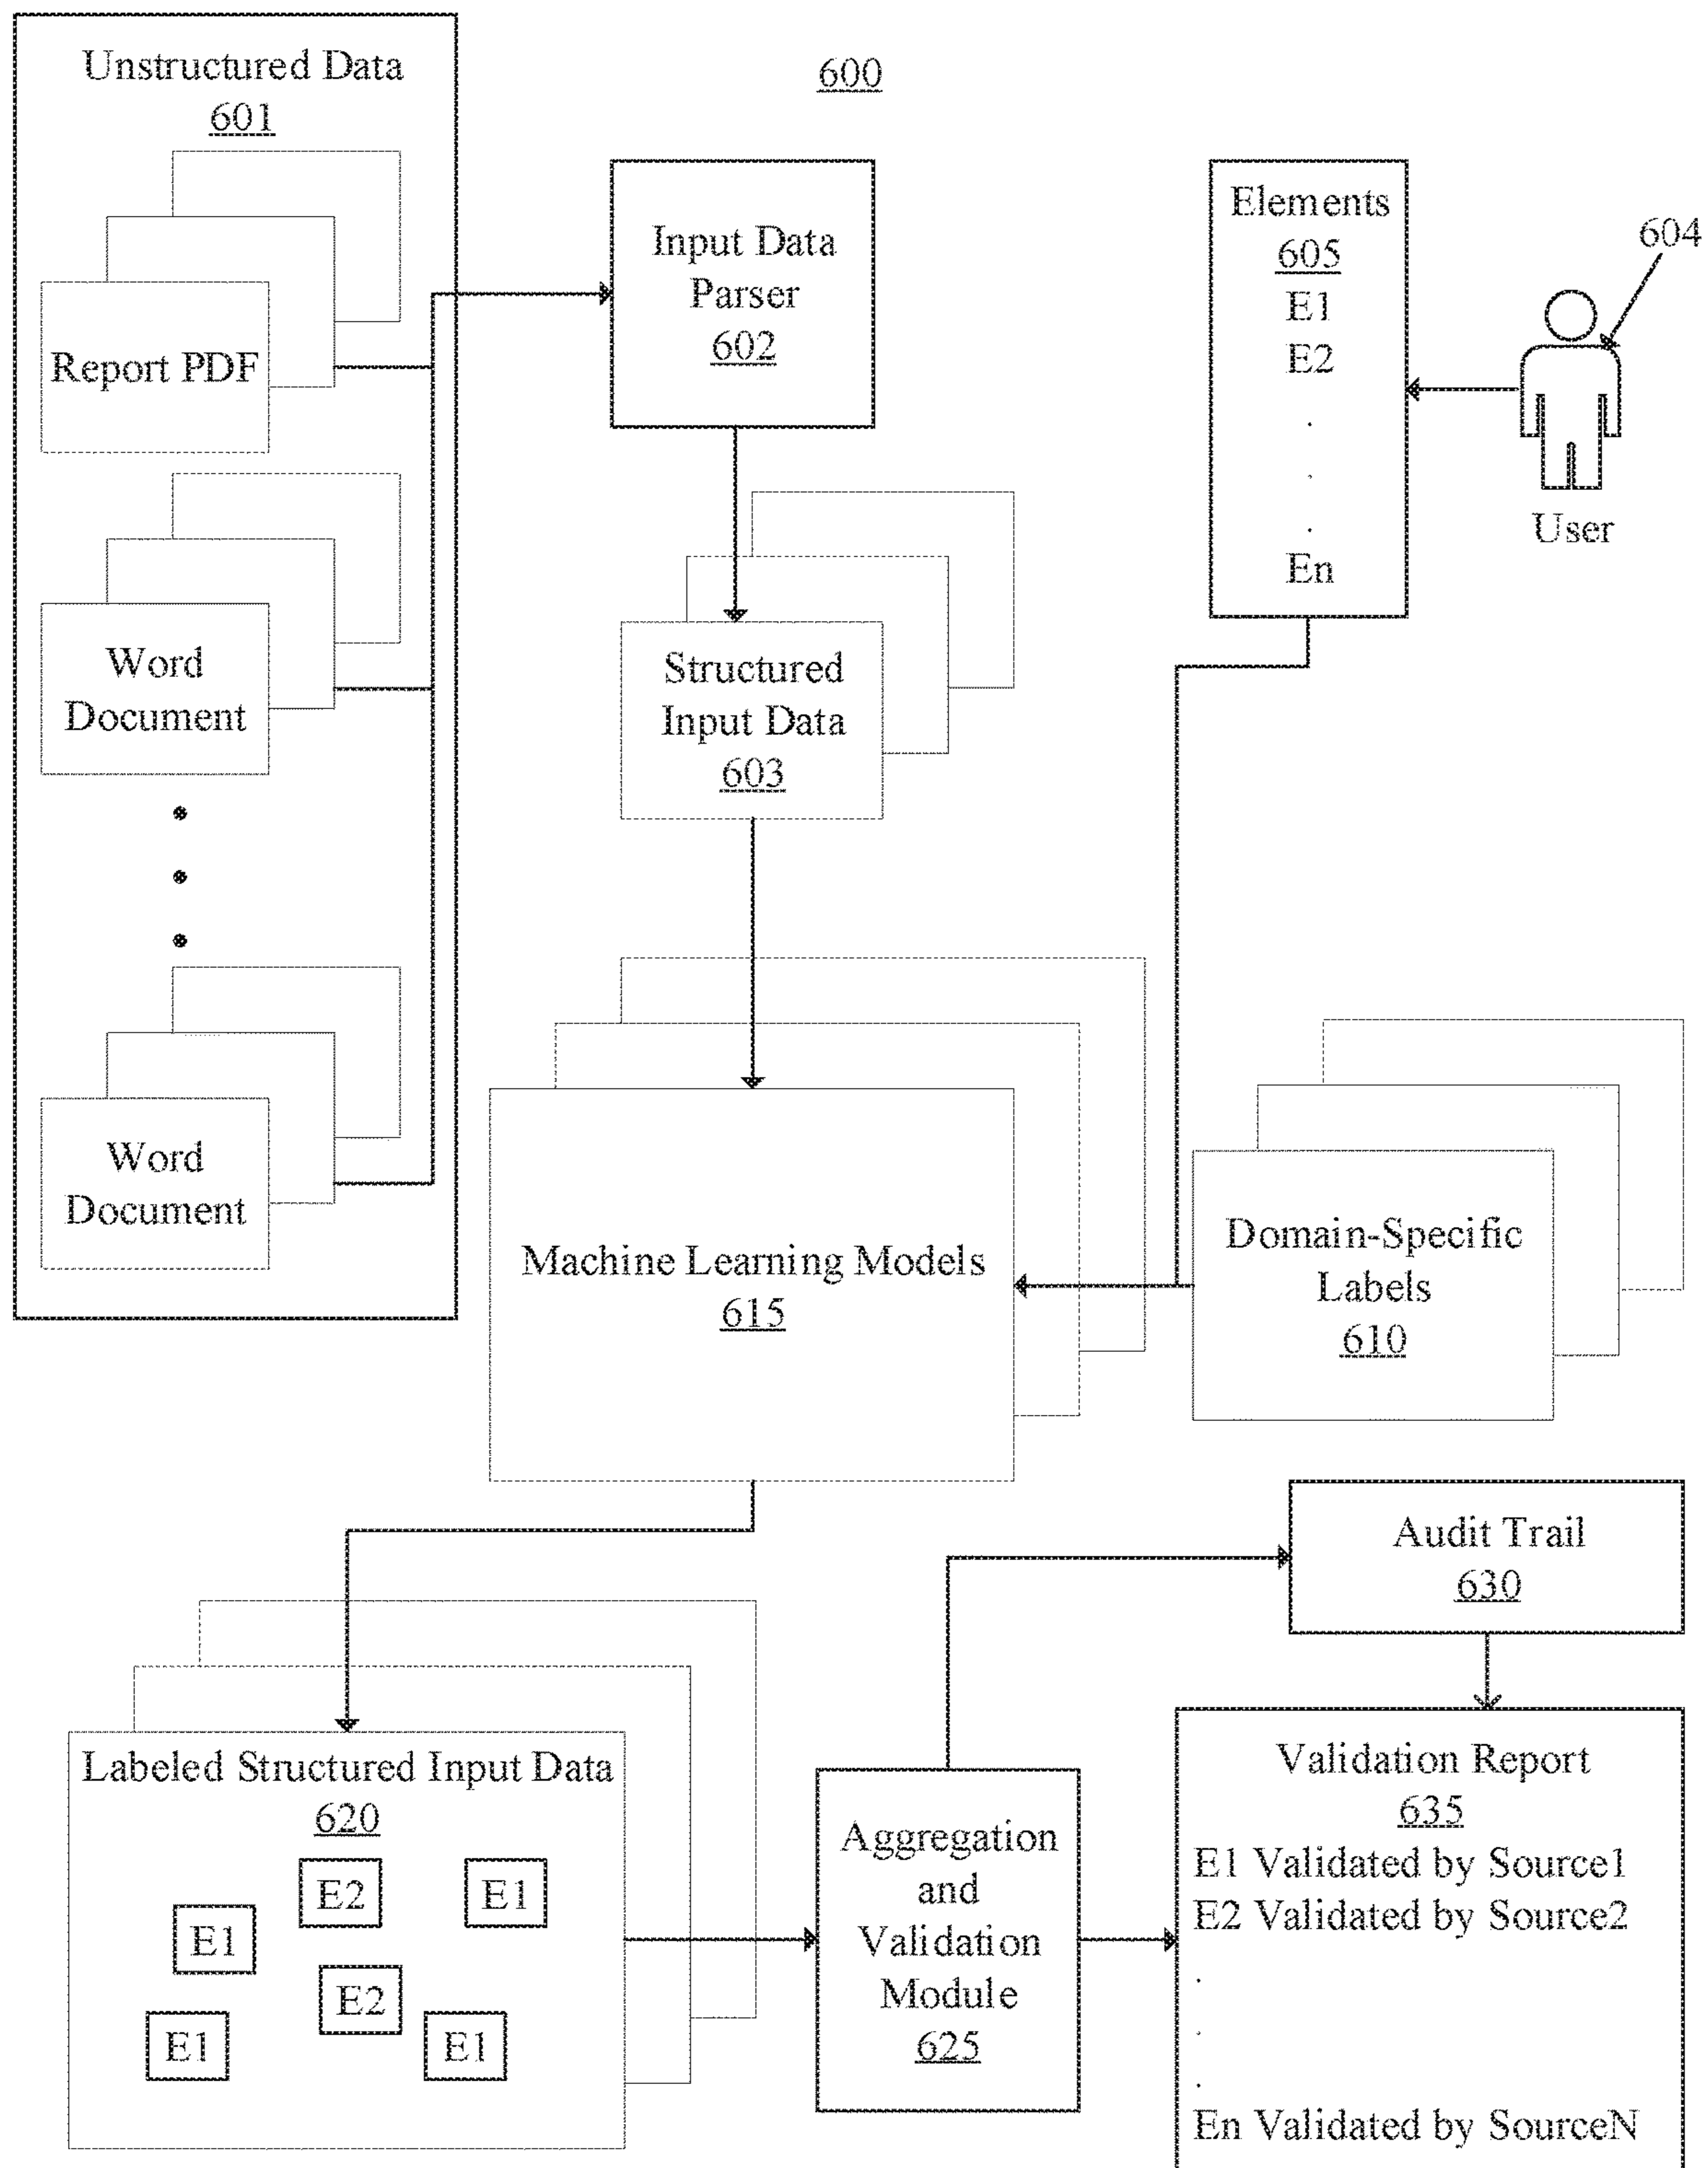 600
Unstructured Data
601
Report PDF
Word
Document
Word
Document
Input Data
Parser
602
Structured
Input Data
603
Elements
605
E1
E2
.
.
.
En
604
User
Machine Learning Models
615
Domain-Specific
Labels
610
Labeled Structured Input Data
620
E2
E1
E1
E2
E1
E1
Aggregation
and
Validation
Module
625
Audit Trail
630
Validation Report
635
E1 Validated by Source1
E2 Validated by Source2
.
.
.
En Validated by SourceN